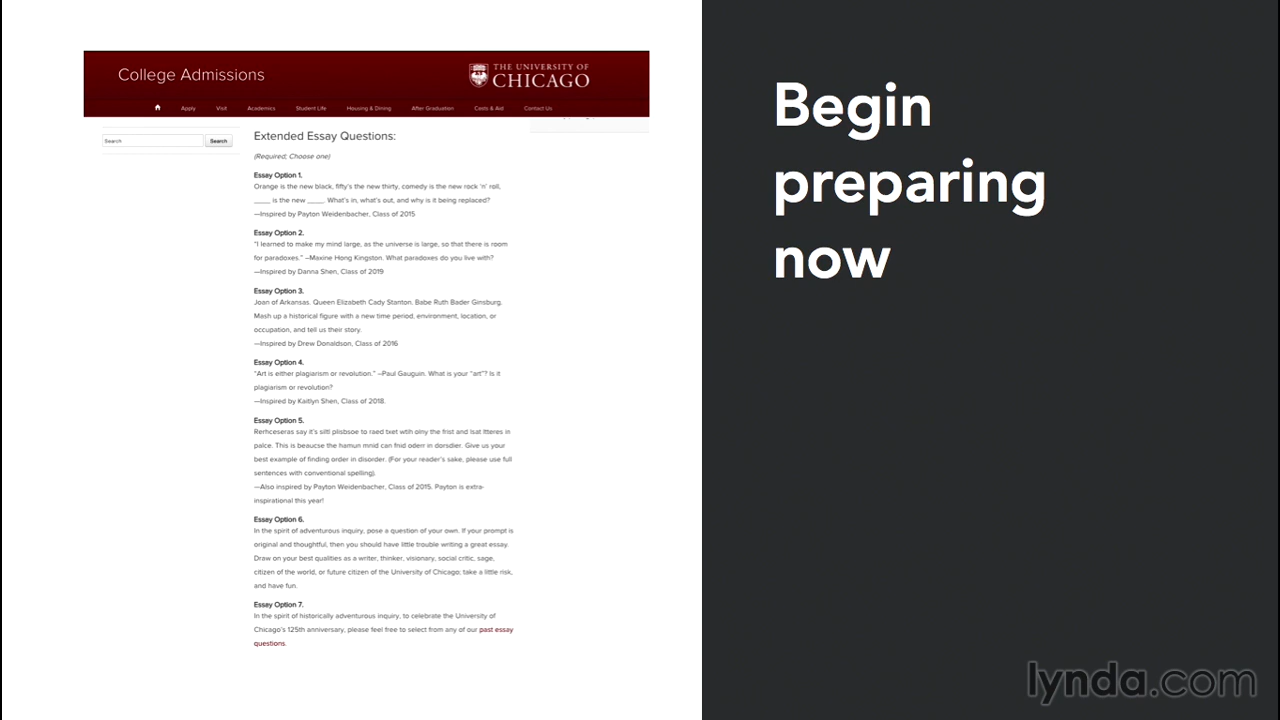 College Admissions
THE UNIVERSITY OF
CHICAGO
Apply Visit Academics Student Life Housing & Dining After Graduation Costs & Aid Contact Us
Search Search
Extended Essay Questions:
(Required; Choose one)
Essay Option 1.
Orange is the new black, fifty's the new thirty, comedy is the new rock 'n' roll,
____ is the new ____. What's in, what's out, and why is it being replaced?
—Inspired by Payton Weidenbacher, Class of 2015
Essay Option 2.
"I learned to make my mind large, as the universe is large, so that there is room
for paradoxes." –Maxine Hong Kingston. What paradoxes do you live with?
—Inspired by Danna Shen, Class of 2019
Essay Option 3.
Joan of Arkansas. Queen Elizabeth Cady Stanton. Babe Ruth Bader Ginsburg.
Mash up a historical figure with a new time period, environment, location, or
occupation, and tell us their story.
—Inspired by Drew Donaldson, Class of 2016
Essay Option 4.
"Art is either plagiarism or revolution." –Paul Gauguin. What is your "art"? Is it
plagiarism or revolution?
—Inspired by Kaitlyn Shen, Class of 2018.
Essay Option 5.
Rerhceseras say it's silti plisbsoe to raed txet wtih olny the frist and lsat ltteres in
palce. This is beaucse the hamun mnid can fnid oderr in dorsdier. Give us your
best example of finding order in disorder. (For your reader's sake, please use full
sentences with conventional spelling).
—Also inspired by Payton Weidenbacher, Class of 2015. Payton is extra-
inspirational this year!
Essay Option 6.
In the spirit of adventurous inquiry, pose a question of your own. If your prompt is
original and thoughtful, then you should have little trouble writing a great essay.
Draw on your best qualities as a writer, thinker, visionary, social critic, sage,
citizen of the world, or future citizen of the University of Chicago; take a little risk,
and have fun.
Essay Option 7.
In the spirit of historically adventurous inquiry, to celebrate the University of
Chicago's 125th anniversary, please feel free to select from any of our past essay
questions.
Begin
preparing
now
lynda.com